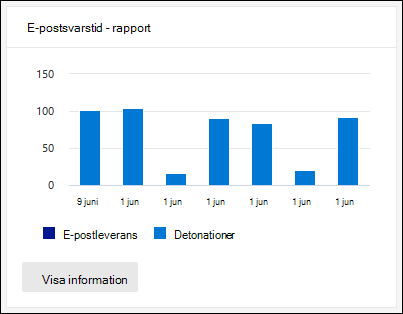 E-postsvarstid - rapport
150
100
50
0
9 juni 1 jun 1 jun 1 jun 1 jun 1 jun 1 jun
E-postleverans Detonationer
Visa information